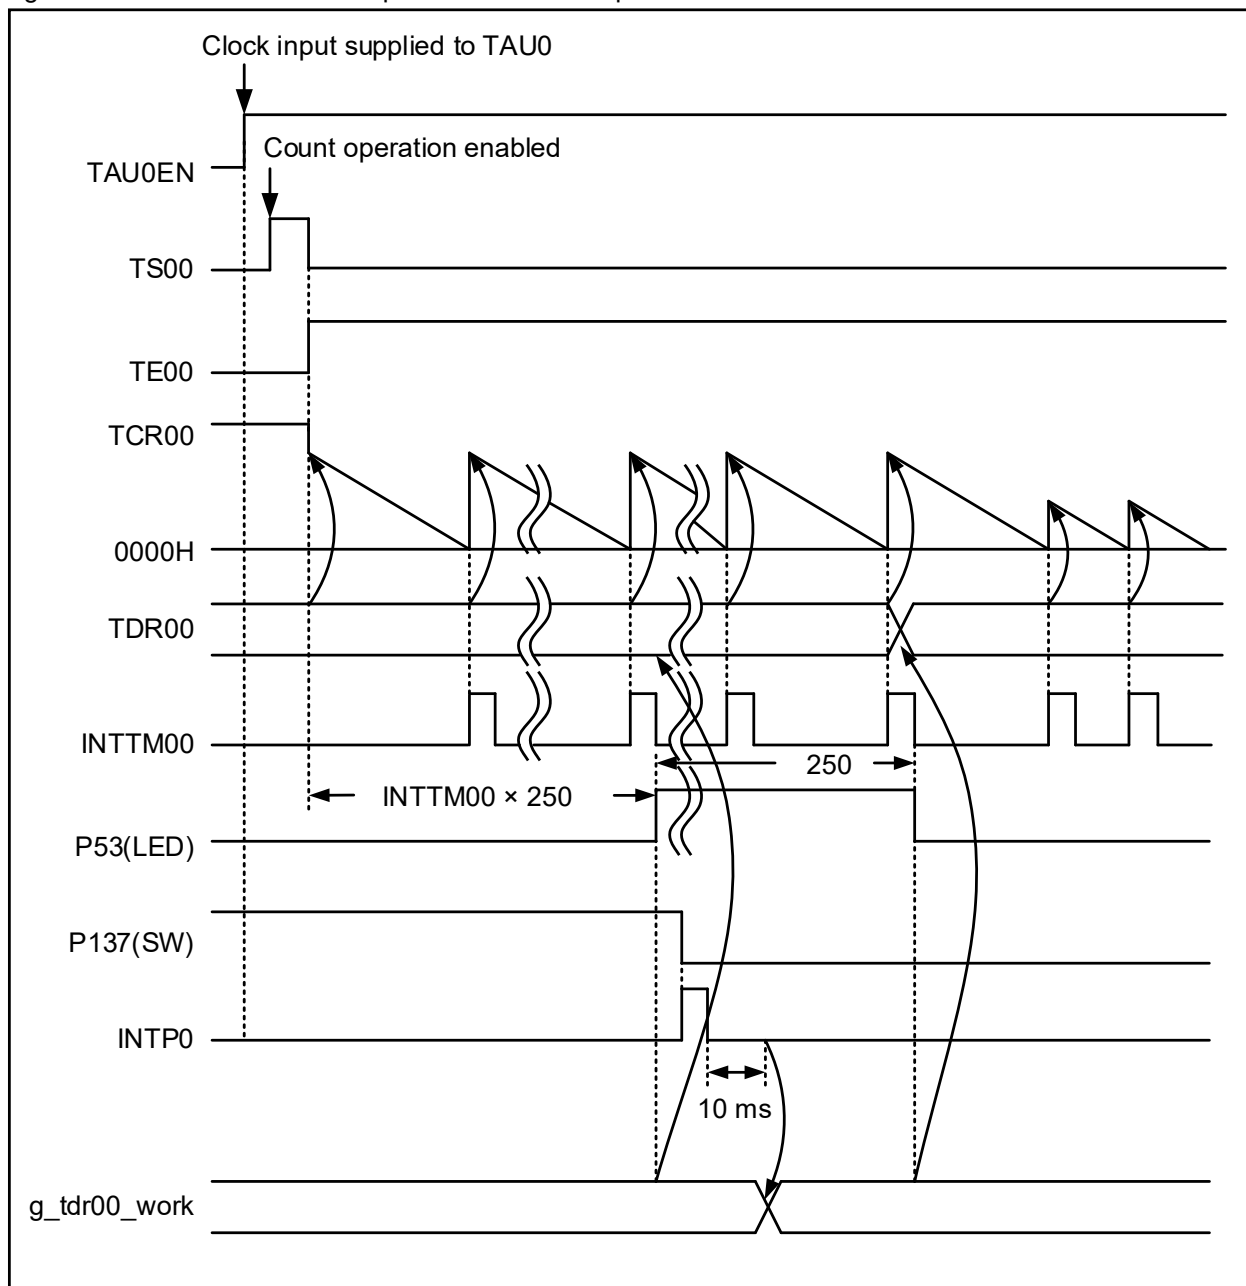 Clock input supplied to TAU0
Count operation enabled
TAU0EN
TS00
TE00
TCR00
0000H
TDR00
INTTM00
250
INTTM00 × 250
P53(LED)
P137(SW)
INTP0
10 ms
g_tdr00_work